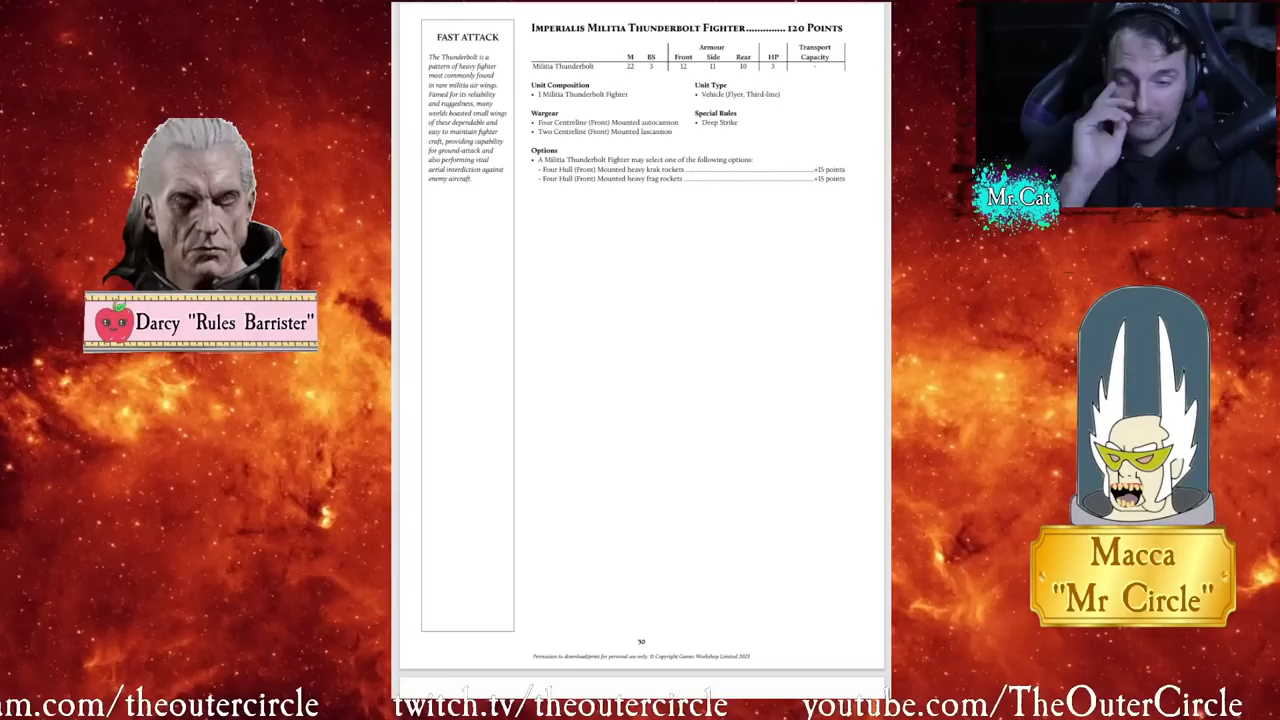 FAST ATTACK
The Thunderbolt is a
pattern of heavy fighter
most commonly found
in rare militia air wings.
Famed for its reliability
and ruggedness, many
worlds boasted small wings
of these dependable and
easy to maintain fighter
craft, providing capability
for ground-attack and
also performing vital
aerial interdiction against
enemy aircraft.
Imperialis Militia Thunderbolt Fighter.............. 120 Points
Armour Transport
M BS Front Side Rear HP Capacity
Militia Thunderbolt 22 3 12 11 10 3 -
Unit Composition
• 1 Militia Thunderbolt Fighter
Unit Type
• Vehicle (Flyer, Third-line)
Wargear
• Four Centreline (Front) Mounted autocannon
• Two Centreline (Front) Mounted lascannon
Special Rules
• Deep Strike
Options
• A Militia Thunderbolt Fighter may select one of the following options:
- Four Hull (Front) Mounted heavy krak rockets ..........+15 points
- Four Hull (Front) Mounted heavy frag rockets ..........+15 points
30
Permission to download/print for personal use only. © Copyright Games Workshop Limited 2023
Darcy "Rules Barrister"
Mr.Cat
Macca
"Mr Circle"
am.com/theoutercircle
twitch.tv/theoutercircle
youtube.com/TheOuterCircle